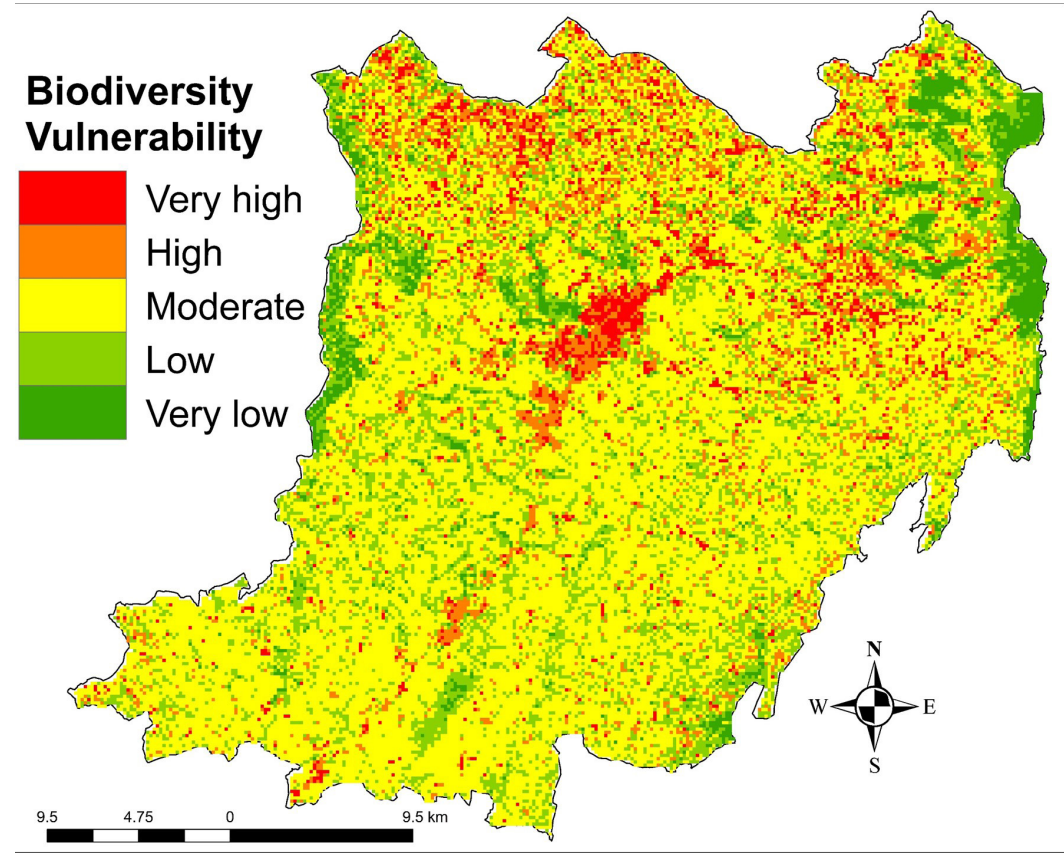 Biodiversity
Vulnerability
Very high
High
Moderate
Low
Very low
N
W E
S
9.5 4.75 0 9.5 km